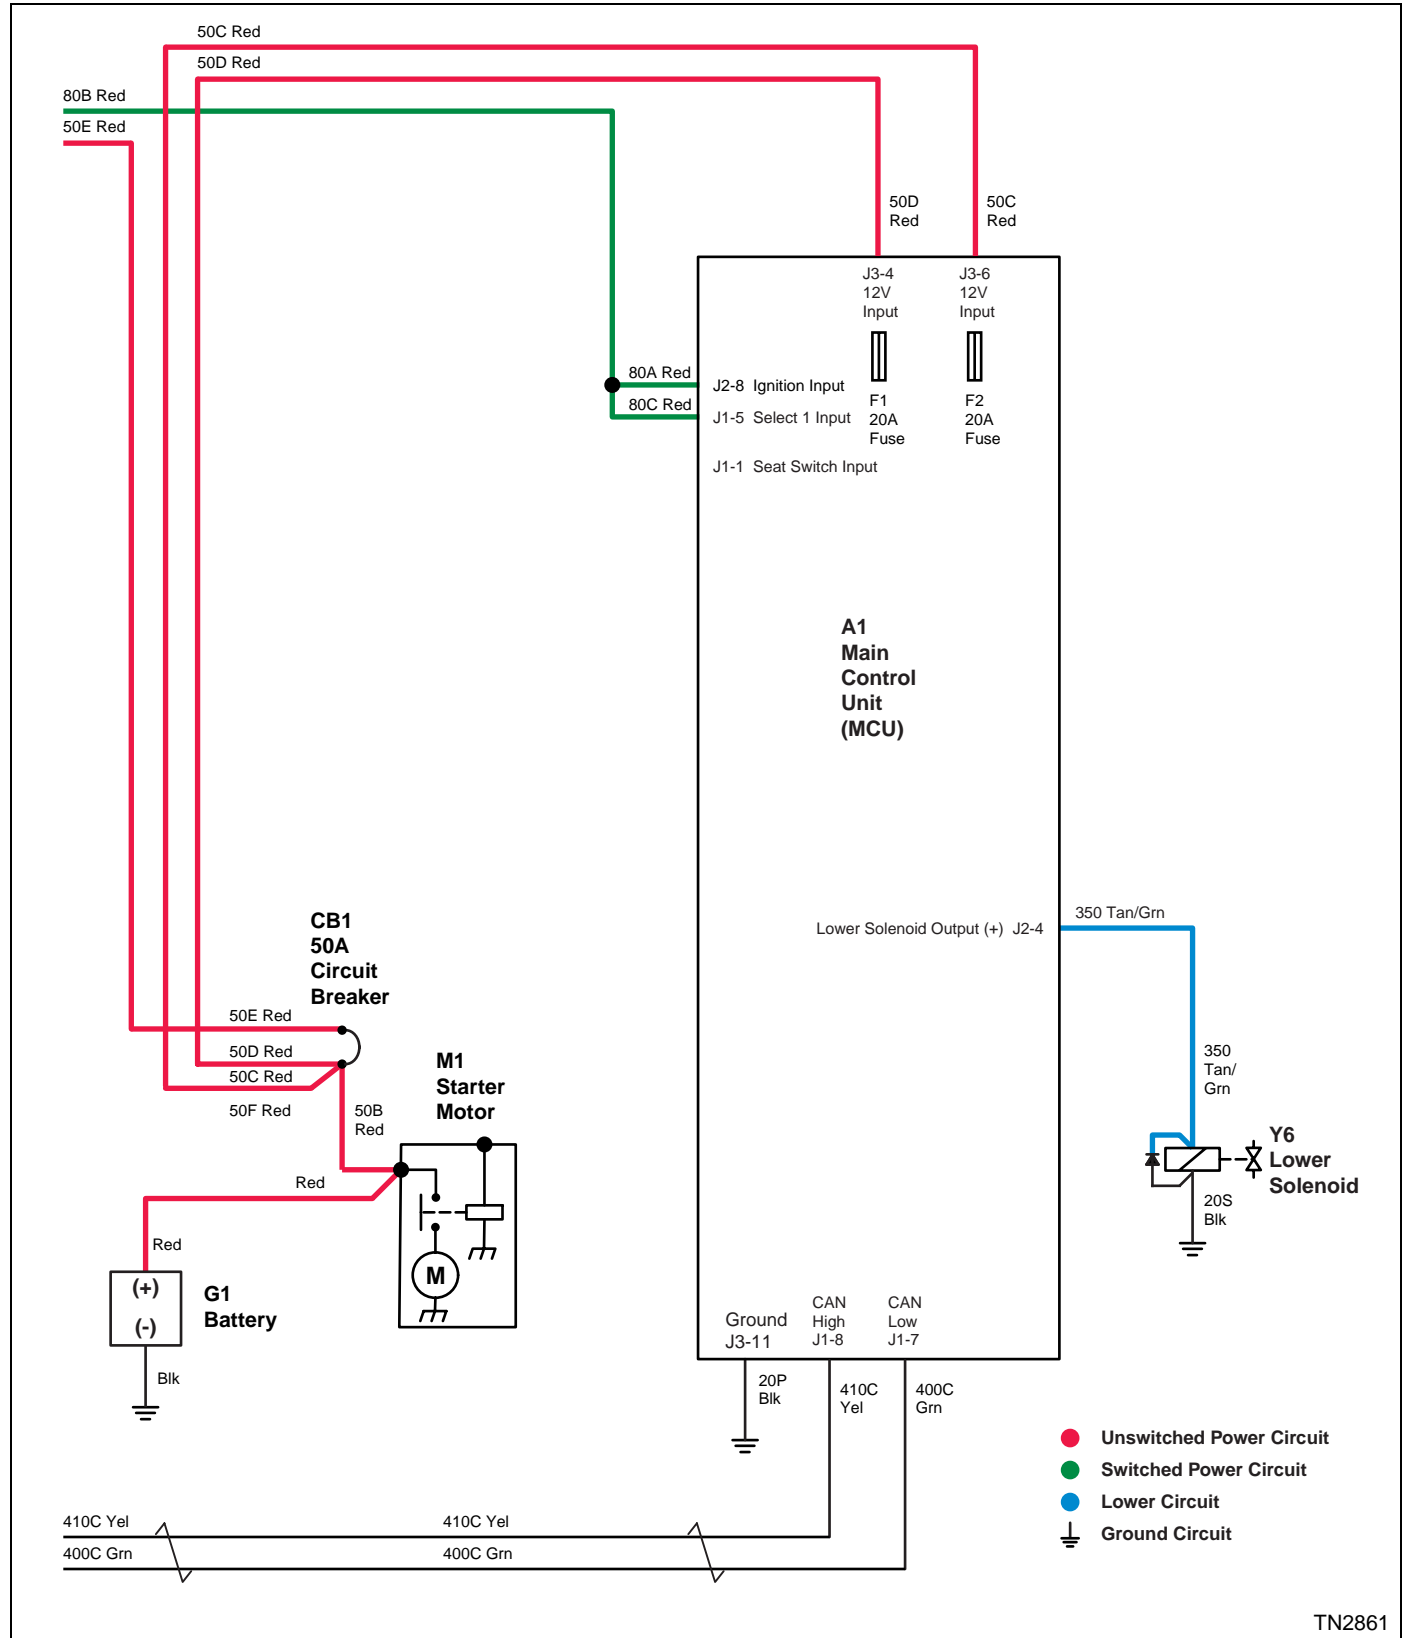 50C Red
50D Red
80B Red
50E Red
50D
Red
50C
Red
J3-4
12V
Input
J3-6
12V
Input
80A Red
J2-8 Ignition Input
F1
20A
Fuse
F2
20A
Fuse
80C Red
J1-5 Select 1 Input
J1-1 Seat Switch Input
A1
Main
Control
Unit
(MCU)
CB1
50A
Circuit
Breaker
Lower Solenoid Output (+) J2-4
350 Tan/Grn
50E Red
50D Red
50C Red
50F Red
50B
Red
M1
Starter
Motor
350
Tan/
Grn
Y6
Lower
Solenoid
20S
Blk
Red
Red
(+)
(-)
G1
Battery
M
Blk
Ground
J3-11
CAN
High
J1-8
CAN
Low
J1-7
20P
Blk
410C
Yel
400C
Grn
Unswitched Power Circuit
Switched Power Circuit
Lower Circuit
Ground Circuit
410C Yel
410C Yel
400C Grn
400C Grn
TN2861